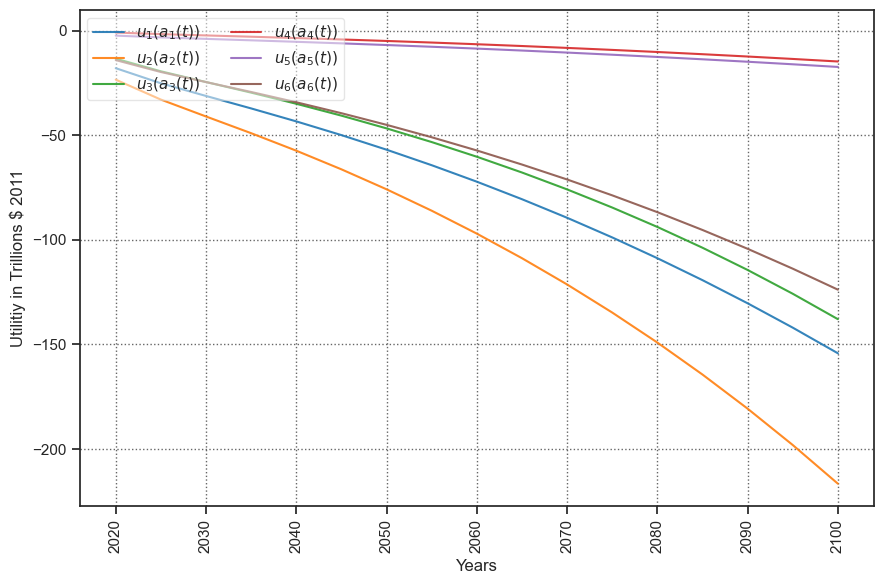 u₁(a₁(t)) u₄(a₄(t))
u₂(a₂(t)) u₅(a₅(t))
u₃(a₃(t)) u₆(a₆(t))
0
−50
−100
−150
−200
Utilitiy in Trillions $ 2011
2020 2030 2040 2050 2060 2070 2080 2090 2100
Years